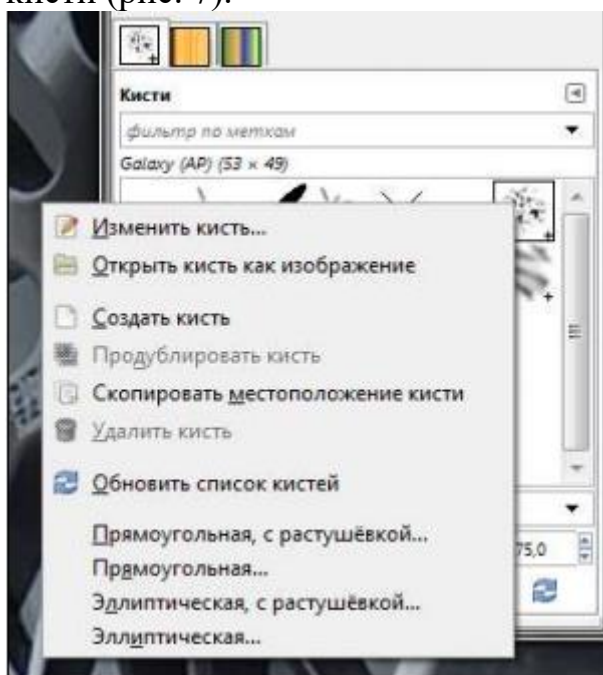 кисти (рис. 7).
Кисти
фильтр по меткам
Galaxy (AP) (53 × 49)
Изменить кисть...
Открыть кисть как изображение
Создать кисть
Продублировать кисть
Скопировать местоположение кисти
Удалить кисть
Обновить список кистей
Прямоугольная, с растушёвкой...
75,0
Прямоугольная...
Эллиптическая, с растушёвкой...
Эллиптическая...